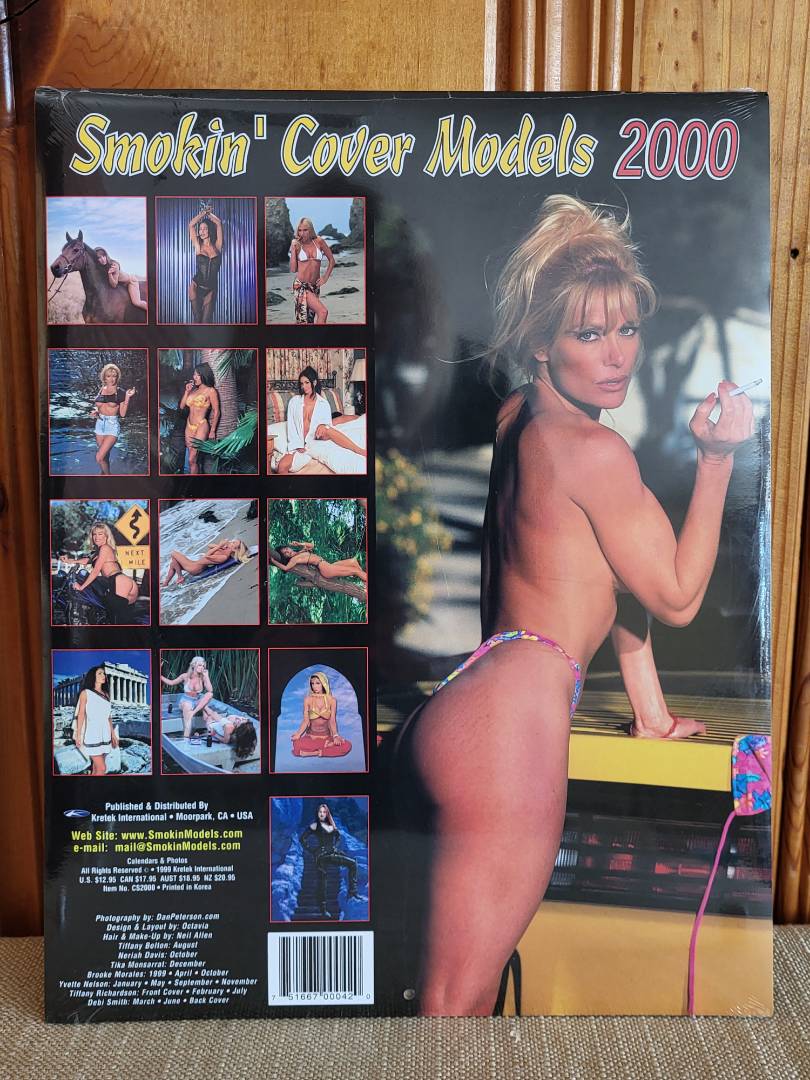 Smokin' Cover Models 2000
NEXT
MILE
Published & Distributed By
Kretek International • Moorpark, CA • USA
Web Site: www.SmokinModels.com
e-mail: mail@SmokinModels.com
Calendars & Photos
All Rights Reserved © • 1999 Kretek International
U.S. $12.95 CAN $17.95 AUST $18.95 NZ $20.95
Item No. CS2000 • Printed in Korea
Photography by: DanPeterson.com
Design & Layout by: Octavia
Hair & Make-Up by: Neil Allen
Tiffany Bolton: August
Neriah Davis: October
Tika Monsarrat: December
Brooke Morales: 1999 • April • October
Yvette Nelson: January • May • September • November
Tiffany Richardson: Front Cover • February • July
Debi Smith: March • June • Back Cover
7 51667 00042 0